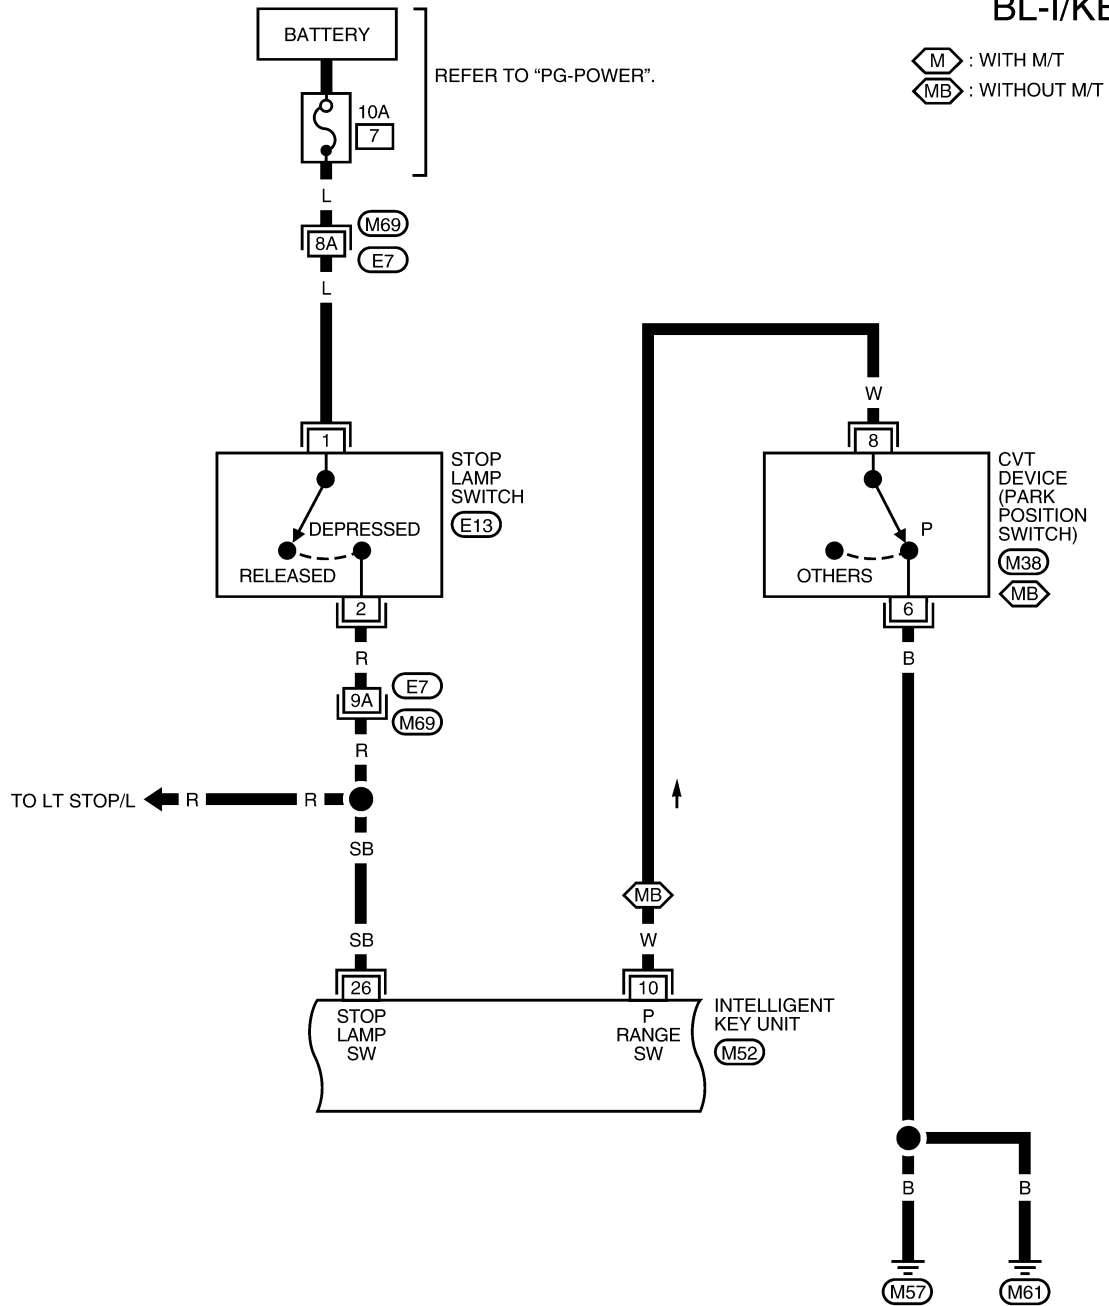 BL-I/KE
BATTERY
REFER TO “PG-POWER”.
M : WITH M/T
MB : WITHOUT M/T
10A
7
L
M69
8A
E7
L
W
1
8
STOP
LAMP
SWITCH
E13
DEPRESSED
RELEASED
CVT
DEVICE
(PARK
POSITION
SWITCH)
M38
MB
P
OTHERS
2
6
R
B
E7
9A
M69
R
TO LT STOP/L
R
R
SB
MB
SB
W
26
10
STOP
LAMP
SW
P
RANGE
SW
INTELLIGENT
KEY UNIT
M52
B
B
M57
M61